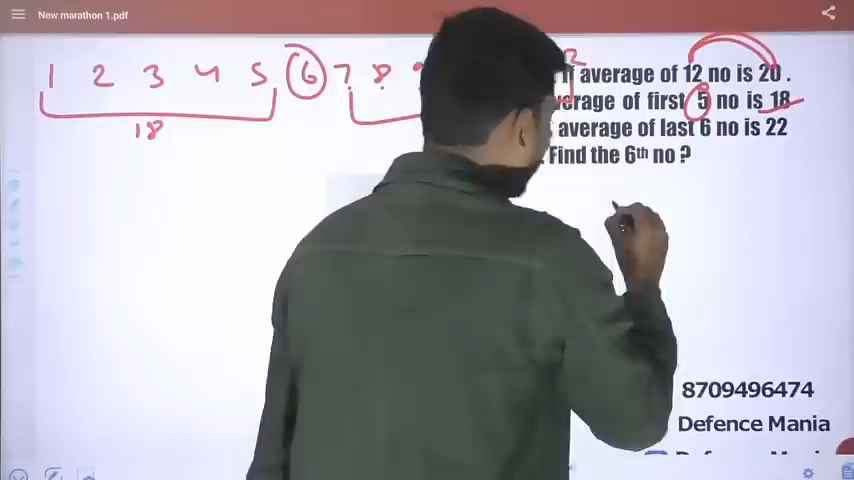 New marathon 1.pdf
1 2 3 4 5 6 7 8
18
If average of 12 no is 20 .
average of first 5 no is 18
average of last 6 no is 22
Find the 6th no ?
8709496474
Defence Mania